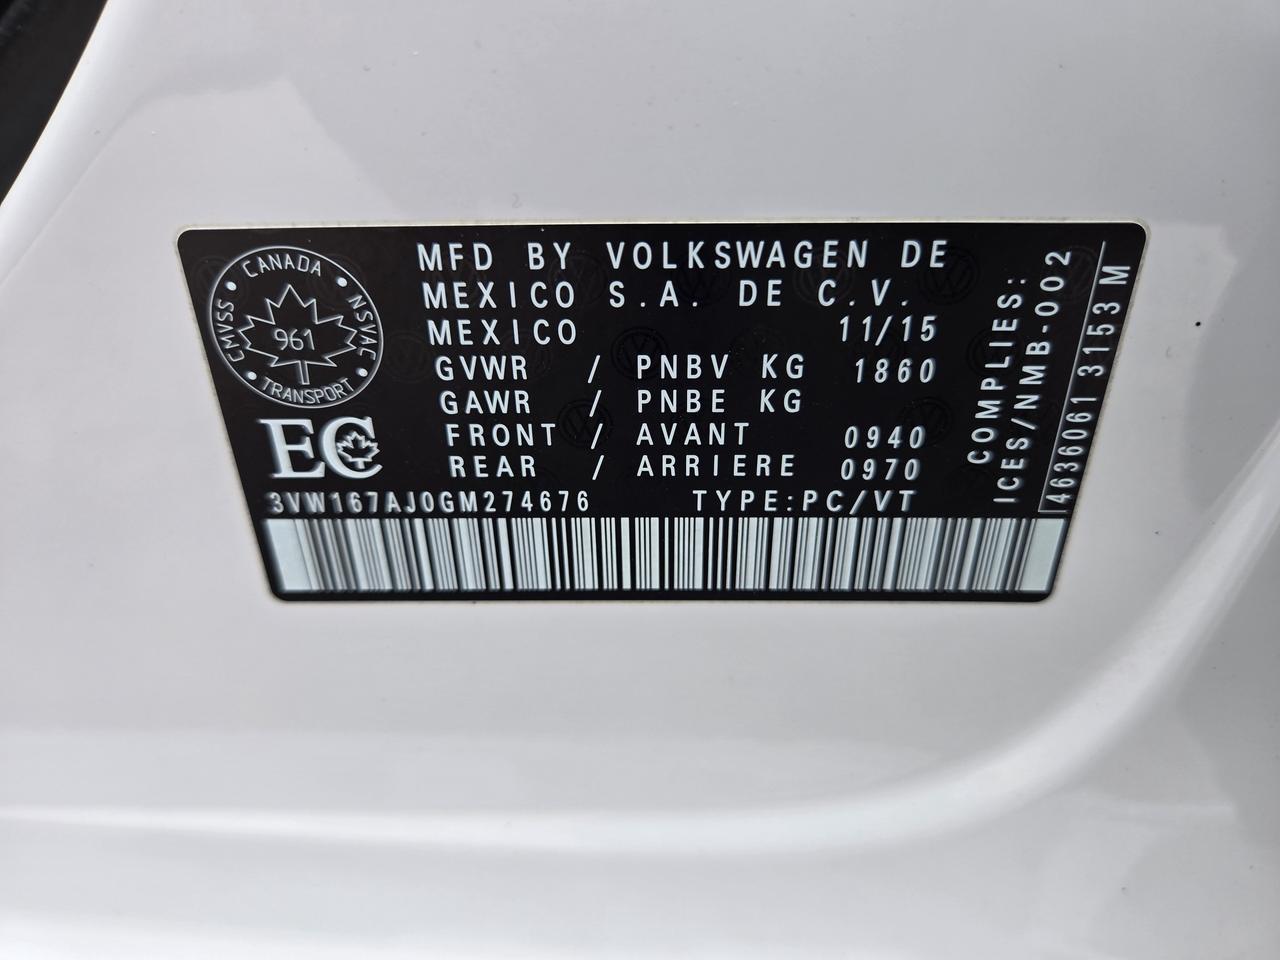 CANADA
CMVSS
NSVAC
961
TRANSPORT
EC
MFD BY VOLKSWAGEN DE
MEXICO S.A. DE C.V.
MEXICO 11/15
GVWR / PNBV KG 1860
GAWR / PNBE KG
FRONT / AVANT 0940
REAR / ARRIERE 0970
3VW167AJ0GM274676 TYPE:PC/VT
COMPLIES:
ICES/NMB-002
4636061 3153 M